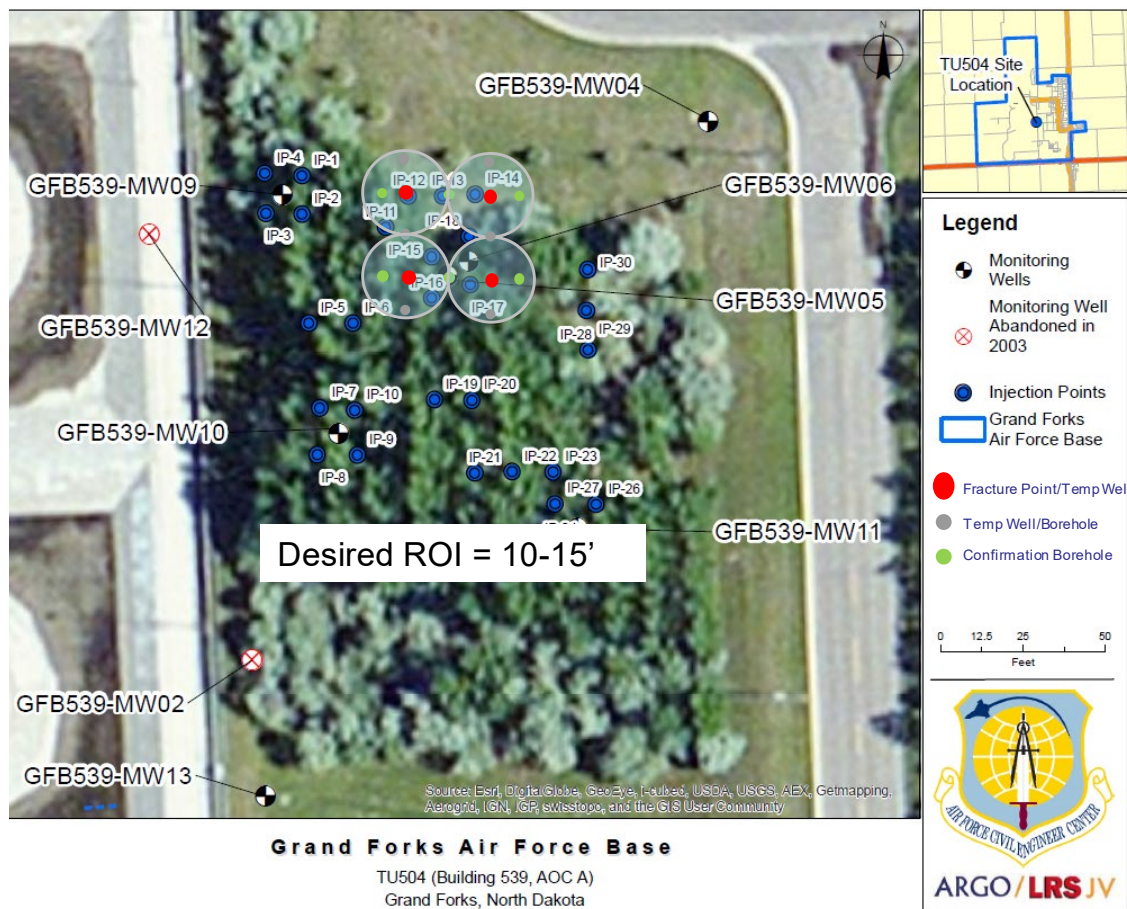 N
GFB539-MW04
IP-4
IP-1
GFB539-MW09
IP-2
IP-3
IP-12
IP-13
IP-14
GFB539-MW06
IP-11
IP-18
IP-15
IP-30
IP-16
GFB539-MW05
IP-17
IP-5
IP-6
GFB539-MW12
IP-29
IP-28
IP-7
IP-10
IP-19
IP-20
GFB539-MW10
IP-9
IP-8
IP-21
IP-22
IP-23
IP-27
IP-26
GFB539-MW11
Desired ROI = 10-15’
GFB539-MW02
GFB539-MW13
Source: Esri, DigitalGlobe, GeoEye, i-cubed, USDA, USGS, AEX, Getmapping,
Aerogrid, IGN, IGP, swisstopo, and the GIS User Community
TU504 Site
Location
Legend
Monitoring
Wells
Monitoring Well
Abandoned in
2003
Injection Points
Grand Forks
Air Force Base
Fracture Point/Temp Wel
Temp Well/Borehole
Confirmation Borehole
0 12.5 25 50
Feet
AIR FORCE CIVIL ENGINEER CENTER
ARGO/LRS JV
Grand Forks Air Force Base
TU504 (Building 539, AOC A)
Grand Forks, North Dakota